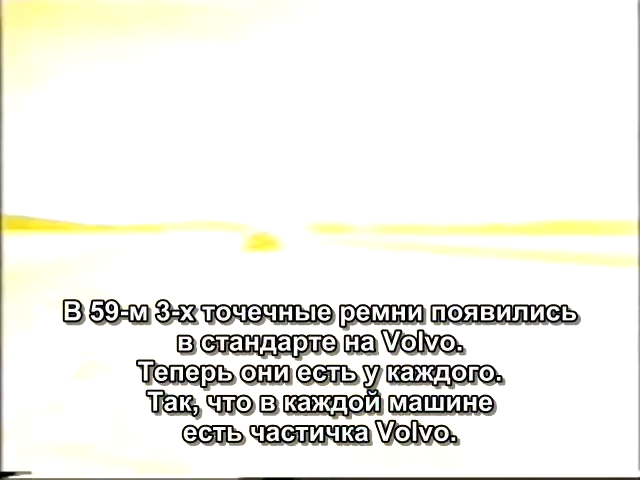 В 59-м 3-х точечные ремни появились
в стандарте на Volvo.
Теперь они есть у каждого.
Так, что в каждой машине
есть частичка Volvo.